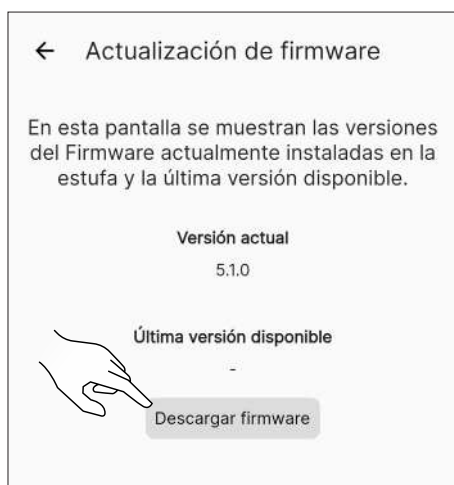 ← Actualización de firmware
En esta pantalla se muestran las versiones
del Firmware actualmente instaladas en la
estufa y la última versión disponible.
Versión actual
5.1.0
Última versión disponible
-
Descargar firmware